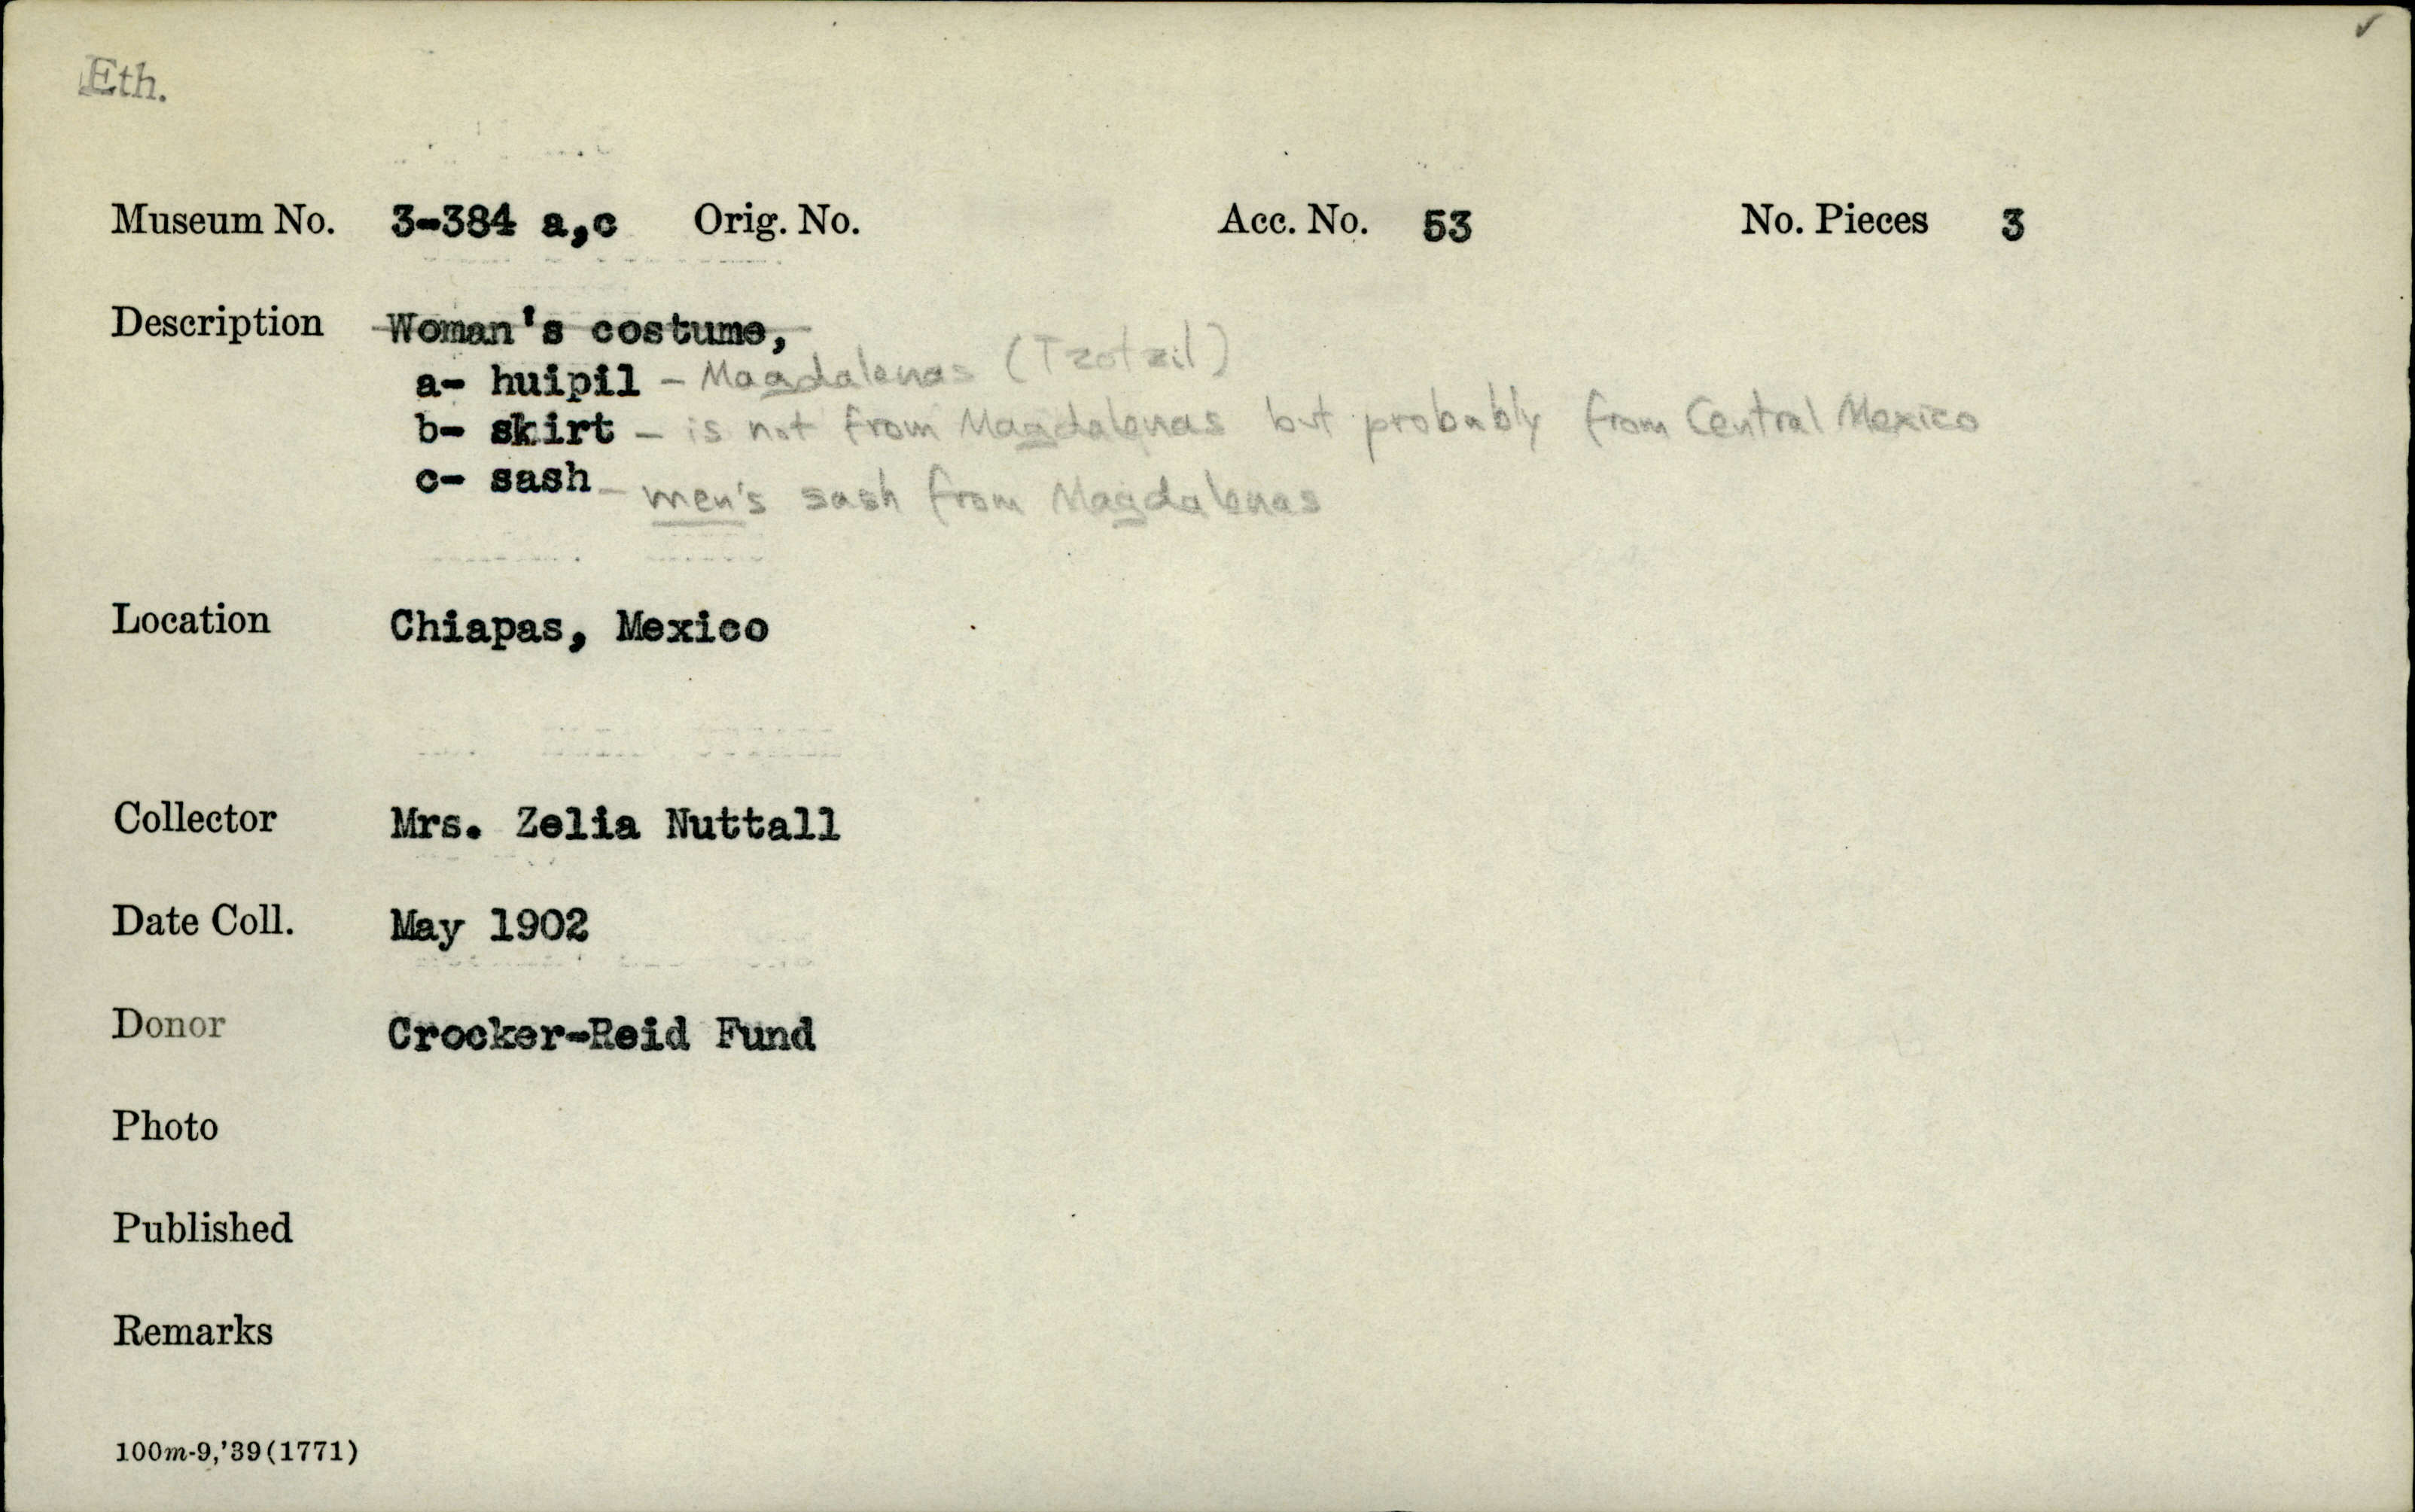 Eth.
Museum No. 3-384 a,c Orig. No. Acc. No. 53 No. Pieces 3
Description Woman's costume,
a- huipil - Magdalenas (Tzotzil)
b- skirt - is not from Magdalenas but probably from Central Mexico
c- sash - men's sash from Magdalenas
Location Chiapas, Mexico
Collector Mrs. Zelia Nuttall
Date Coll. May 1902
Donor Crocker-Reid Fund
Photo
Published
Remarks
100m-9,'39(1771)